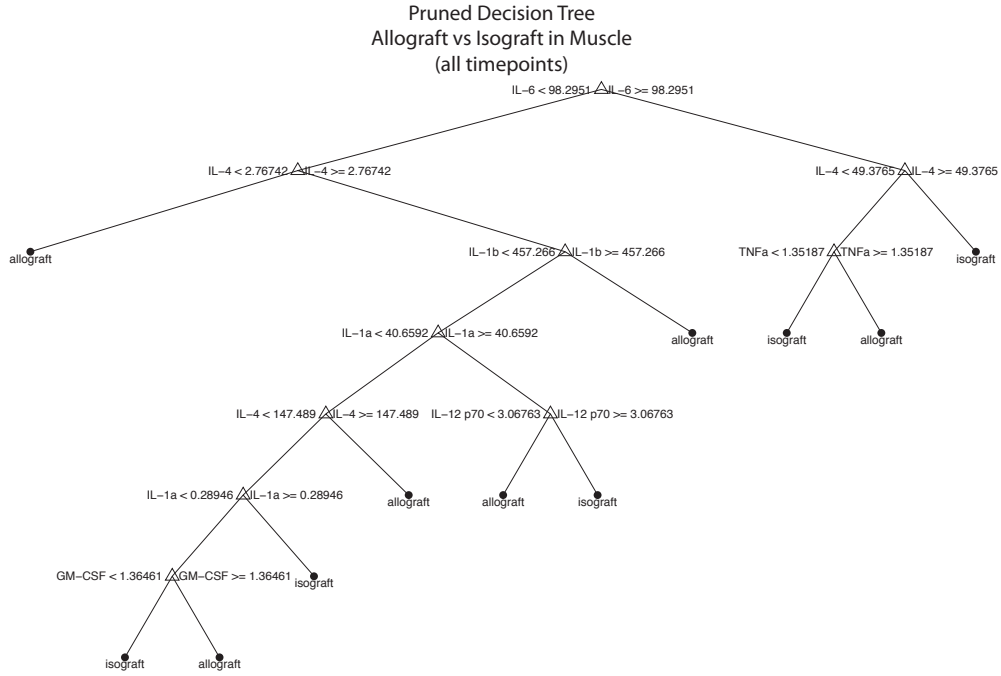 Pruned Decision Tree
Allograft vs Isograft in Muscle
(all timepoints)
IL−6 < 98.2951 IL−6 >= 98.2951
IL−4 < 2.76742 IL−4 >= 2.76742 IL−4 < 49.3765 IL−4 >= 49.3765
allograft IL−1b < 457.266 IL−1b >= 457.266 TNFa < 1.35187 TNFa >= 1.35187 isograft
IL−1a < 40.6592 IL−1a >= 40.6592 allograft isograft allograft
IL−4 < 147.489 IL−4 >= 147.489 IL−12 p70 < 3.06763 IL−12 p70 >= 3.06763
IL−1a < 0.28946 IL−1a >= 0.28946 allograft allograft isograft
GM−CSF < 1.36461 GM−CSF >= 1.36461 isograft
isograft allograft